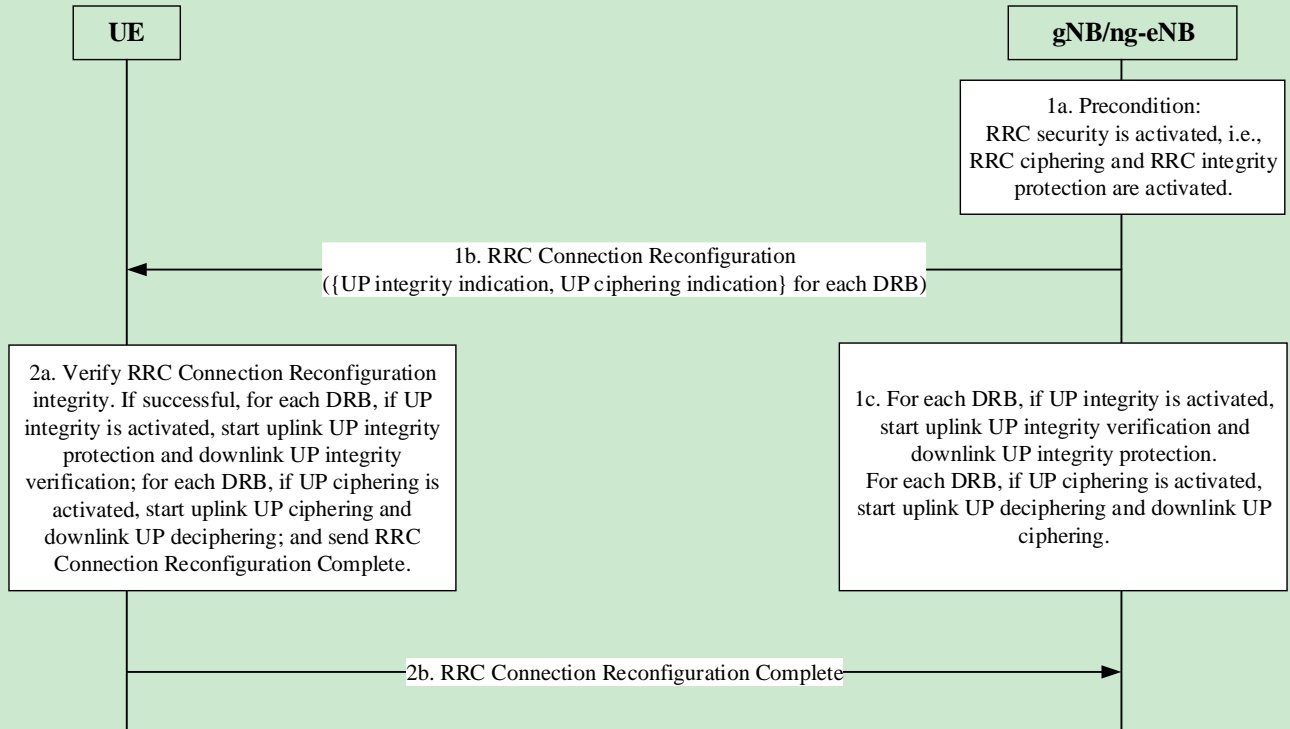 UE
gNB/ng-eNB
1a. Precondition:
RRC security is activated, i.e.,
RRC ciphering and RRC integrity
protection are activated.
1b. RRC Connection Reconfiguration
({UP integrity indication, UP ciphering indication} for each DRB)
2a. Verify RRC Connection Reconfiguration
integrity. If successful, for each DRB, if UP
integrity is activated, start uplink UP integrity
protection and downlink UP integrity
verification; for each DRB, if UP ciphering is
activated, start uplink UP ciphering and
downlink UP deciphering; and send RRC
Connection Reconfiguration Complete.
1c. For each DRB, if UP integrity is activated,
start uplink UP integrity verification and
downlink UP integrity protection.
For each DRB, if UP ciphering is activated,
start uplink UP deciphering and downlink UP
ciphering.
2b. RRC Connection Reconfiguration Complete